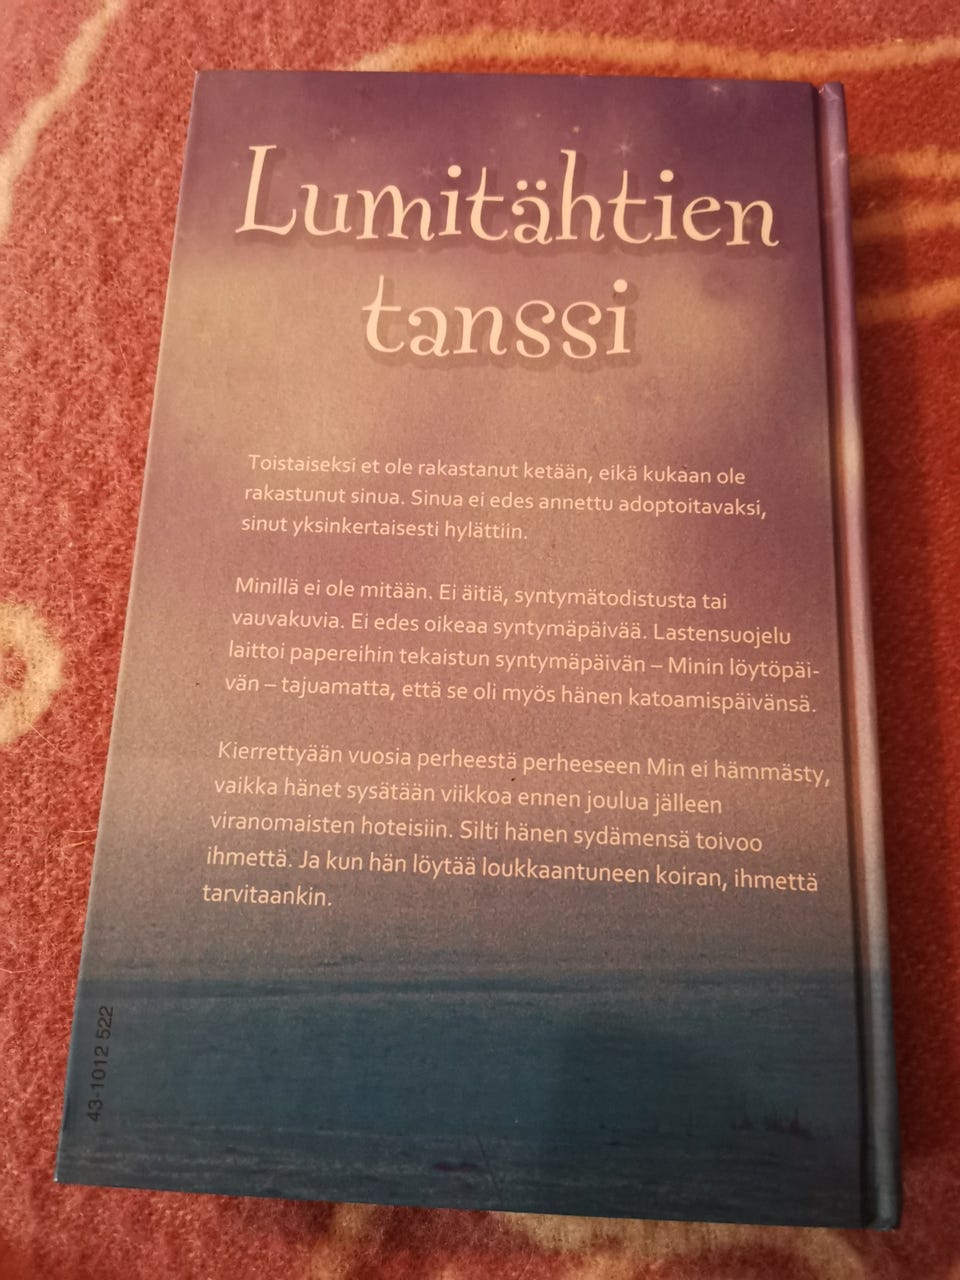 Lumitähtien
tanssi
Toistaiseksi et ole rakastanut ketään, eikä kukaan ole
rakastunut sinua. Sinua ei edes annettu adoptoitavaksi,
sinut yksinkertaisesti hylättiin.
Minillä ei ole mitään. Ei äitiä, syntymätodistusta tai
vauvakuvia. Ei edes oikeaa syntymäpäivää. Lastensuojelu
laittoi papereihin tekaistun syntymäpäivän – Minin löytöpäi-
vän – tajuamatta, että se oli myös hänen katoamispäivänsä.
Kierrettyään vuosia perheestä perheeseen Min ei hämmästy,
vaikka hänet sysätään viikkoa ennen joulua jälleen
viranomaisten hoteisiin. Silti hänen sydämensä toivoo
ihmettä. Ja kun hän löytää loukkaantuneen koiran, ihmettä
tarvitaankin.
43-1012 522